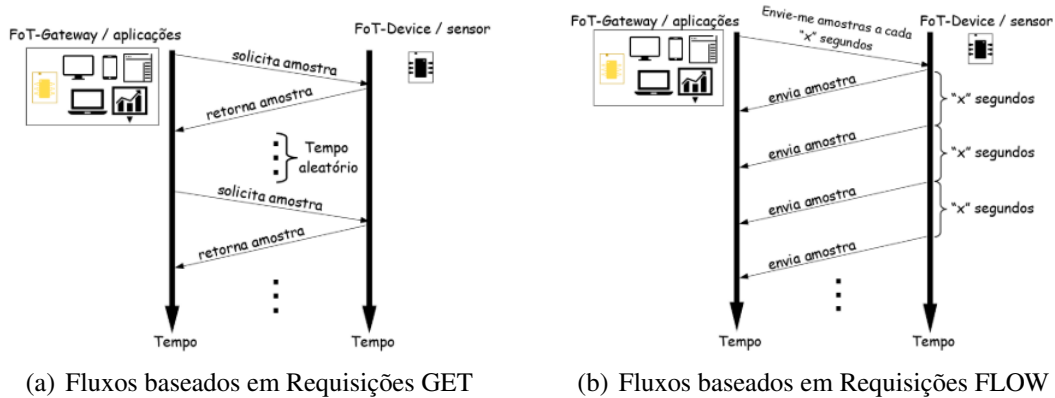 FoT-Gateway / aplicações
FoT-Device / sensor
solicita amostra
retorna amostra
Tempo
aleatório
solicita amostra
retorna amostra
Tempo
Tempo
(a) Fluxos baseados em Requisições GET
FoT-Gateway / aplicações
Envie-me amostras a cada
"x" segundos
FoT-Device / sensor
envia amostra
"x" segundos
envia amostra
"x" segundos
envia amostra
"x" segundos
envia amostra
Tempo
Tempo
(b) Fluxos baseados em Requisições FLOW